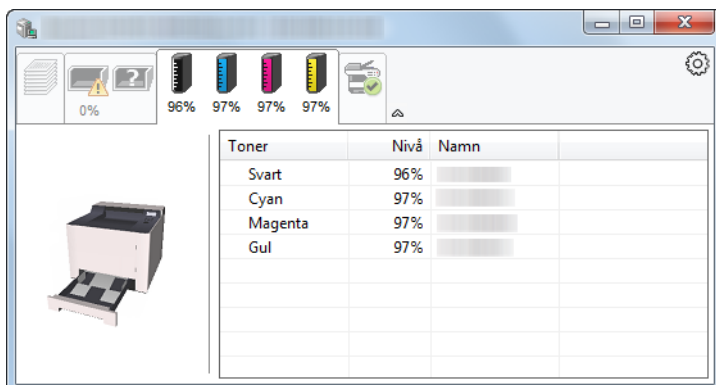 0% 96% 97% 97% 97%
Toner Nivå Namn
Svart 96%
Cyan 97%
Magenta 97%
Gul 97%